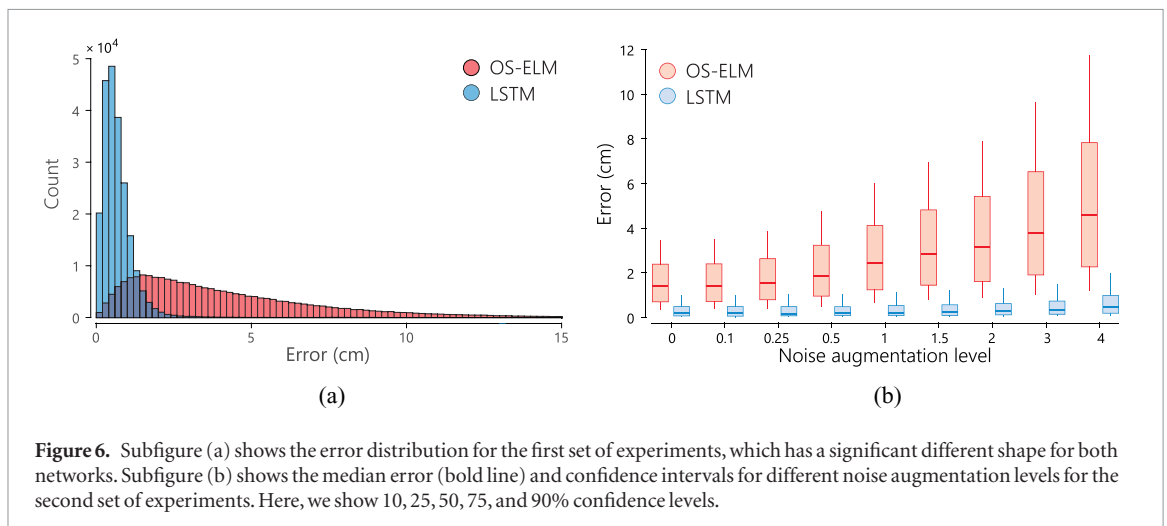 × 10⁴
5
4
3
2
1
0
Count
0
5
10
15
Error (cm)
OS-ELM
LSTM
(a)
12
10
8
6
4
2
0
Error (cm)
OS-ELM
LSTM
0 0.1 0.25 0.5 1 1.5 2 3 4
Noise augmentation level
(b)
Figure 6. Subfigure (a) shows the error distribution for the first set of experiments, which has a significant different shape for both
networks. Subfigure (b) shows the median error (bold line) and confidence intervals for different noise augmentation levels for the
second set of experiments. Here, we show 10, 25, 50, 75, and 90% confidence levels.